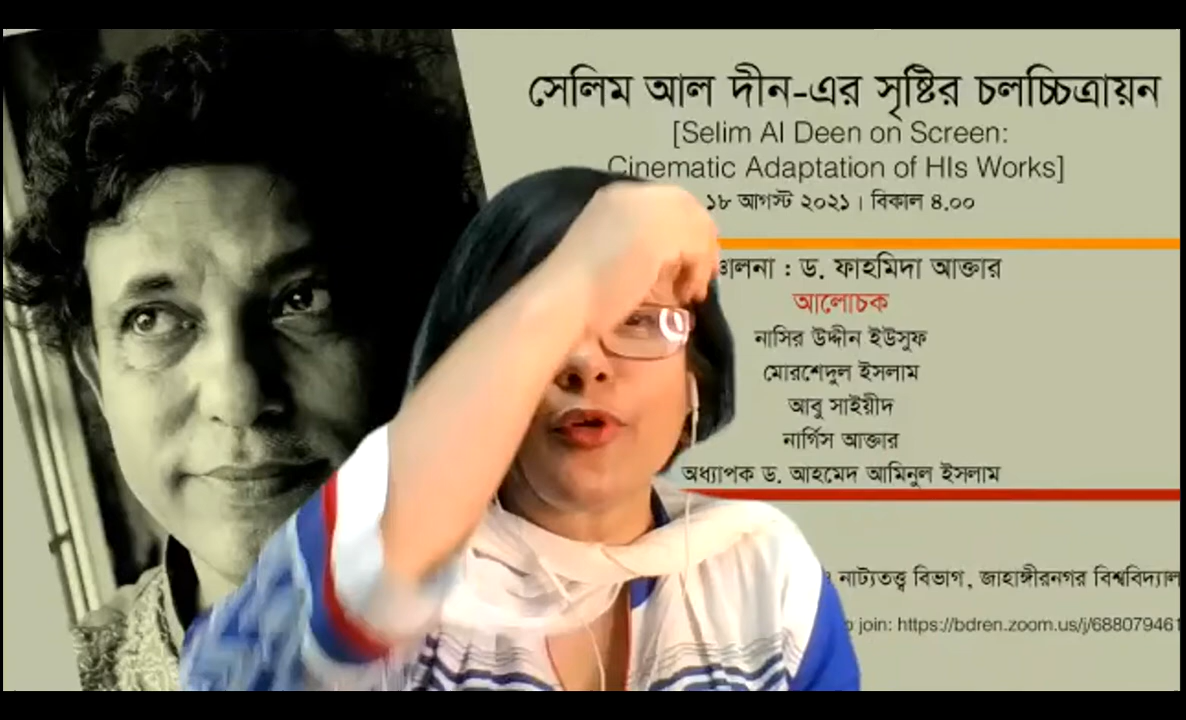 সেলিম আল দীন-এর সৃষ্টির চলচ্চিত্রায়ন
[Selim Al Deen on Screen:
Cinematic Adaptation of HIs Works]
১৮ আগস্ট ২০২১ | বিকাল ৪.০০
ড. ফাহমিদা আক্তার
আলোচক
নাসির উদ্দীন ইউসুফ
মোরশেদুল ইসলাম
আবু সাইয়ীদ
নার্গিস আক্তার
অধ্যাপক ড. আহমেদ আমিনুল ইসলাম
নাট্যতত্ত্ব বিভাগ, জাহাঙ্গীরনগর
join: https://bdren.zoom.us/j/688079461